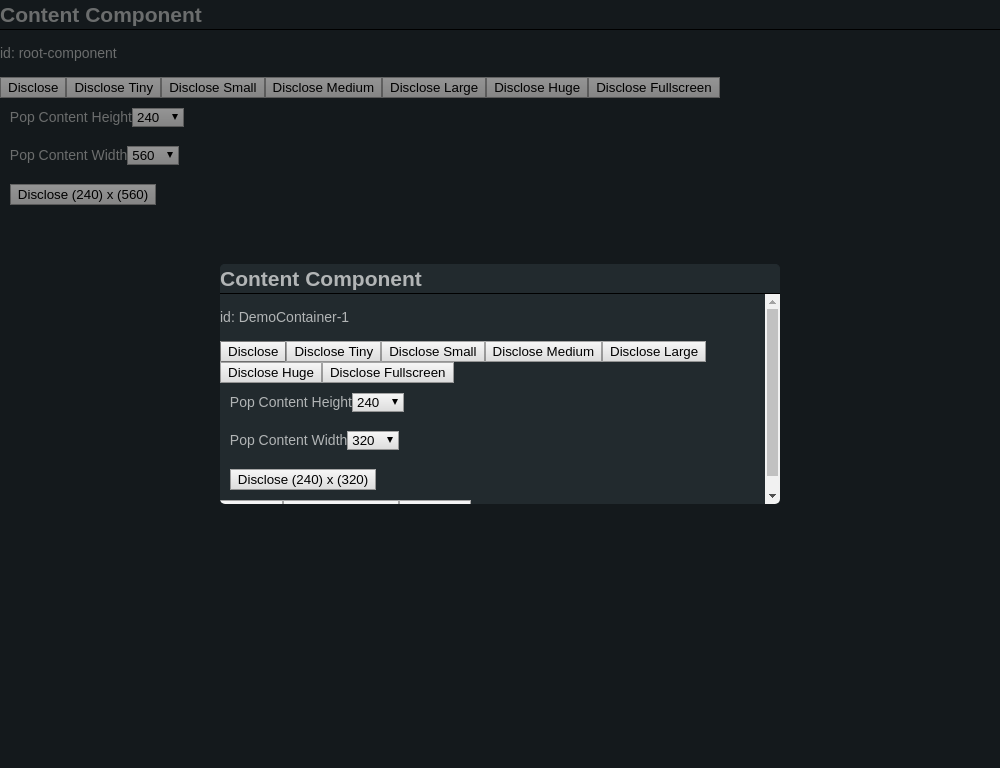 Content Component
id: root-component
Disclose Disclose Tiny Disclose Small Disclose Medium Disclose Large Disclose Huge Disclose Fullscreen
Pop Content Height 240
Pop Content Width 560
Disclose (240) x (560)
Content Component
id: DemoContainer-1
Disclose Disclose Tiny Disclose Small Disclose Medium Disclose Large
Disclose Huge Disclose Fullscreen
Pop Content Height 240
Pop Content Width 320
Disclose (240) x (320)